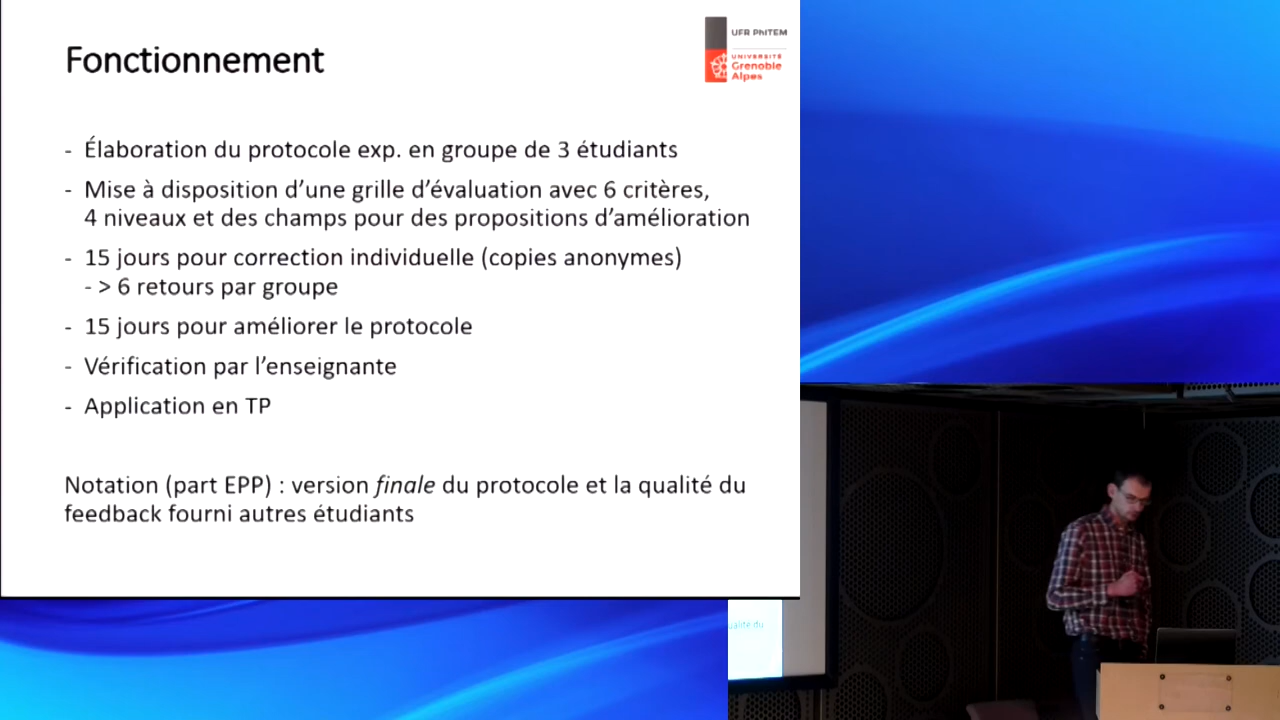 Fonctionnement
UFR PhITEM
UNIVERSITÉ
Grenoble
Alpes
- Élaboration du protocole exp. en groupe de 3 étudiants
- Mise à disposition d’une grille d’évaluation avec 6 critères,
4 niveaux et des champs pour des propositions d’amélioration
- 15 jours pour correction individuelle (copies anonymes)
- > 6 retours par groupe
- 15 jours pour améliorer le protocole
- Vérification par l’enseignante
- Application en TP
Notation (part EPP) : version finale du protocole et la qualité du
feedback fourni autres étudiants
ualité du